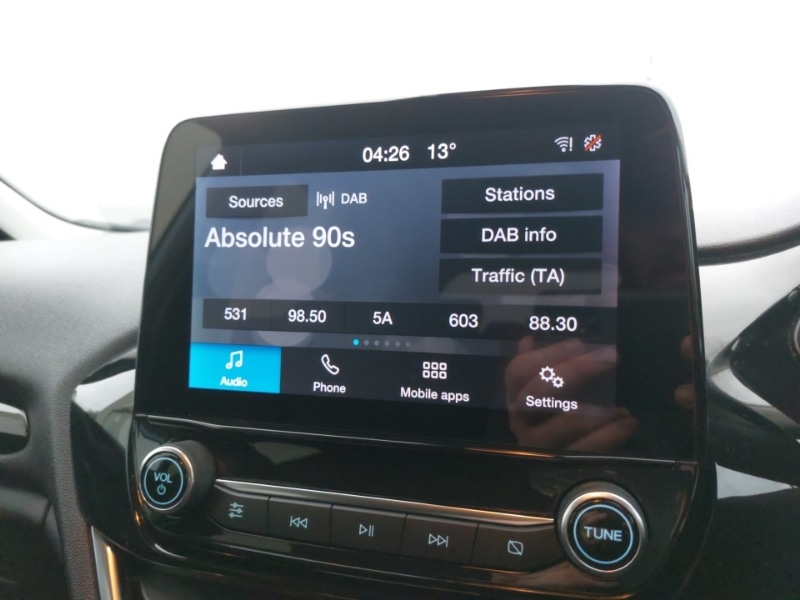 04:26 13°
Sources DAB Stations
Absolute 90s DAB info
Traffic (TA)
531 98.50 5A 603 88.30
Audio Phone Mobile apps Settings
VOL TUNE